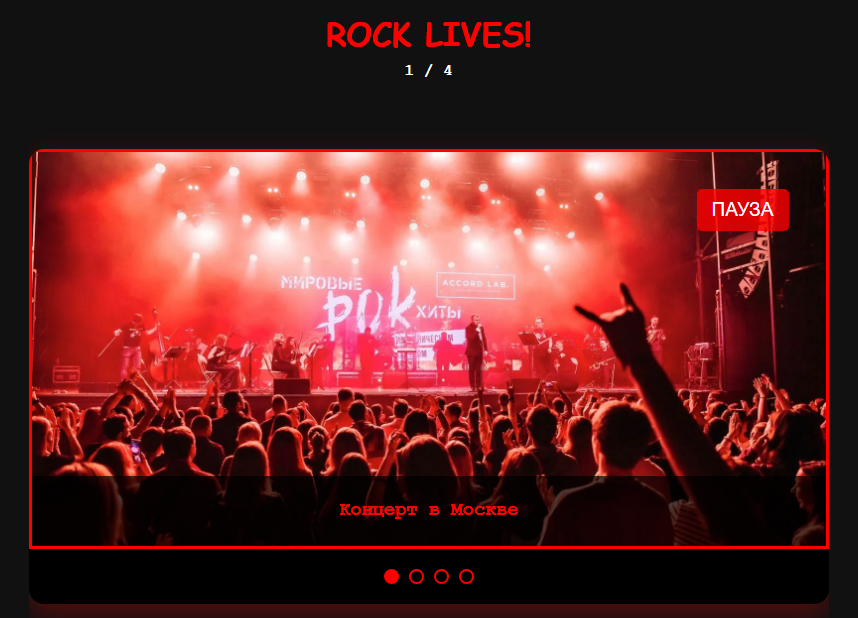 ROCK LIVES!
1 / 4
ПАУЗА
МИРОВЫЕ
РОК
ХИТЫ
ACCORD LAB.
Концерт в Москве